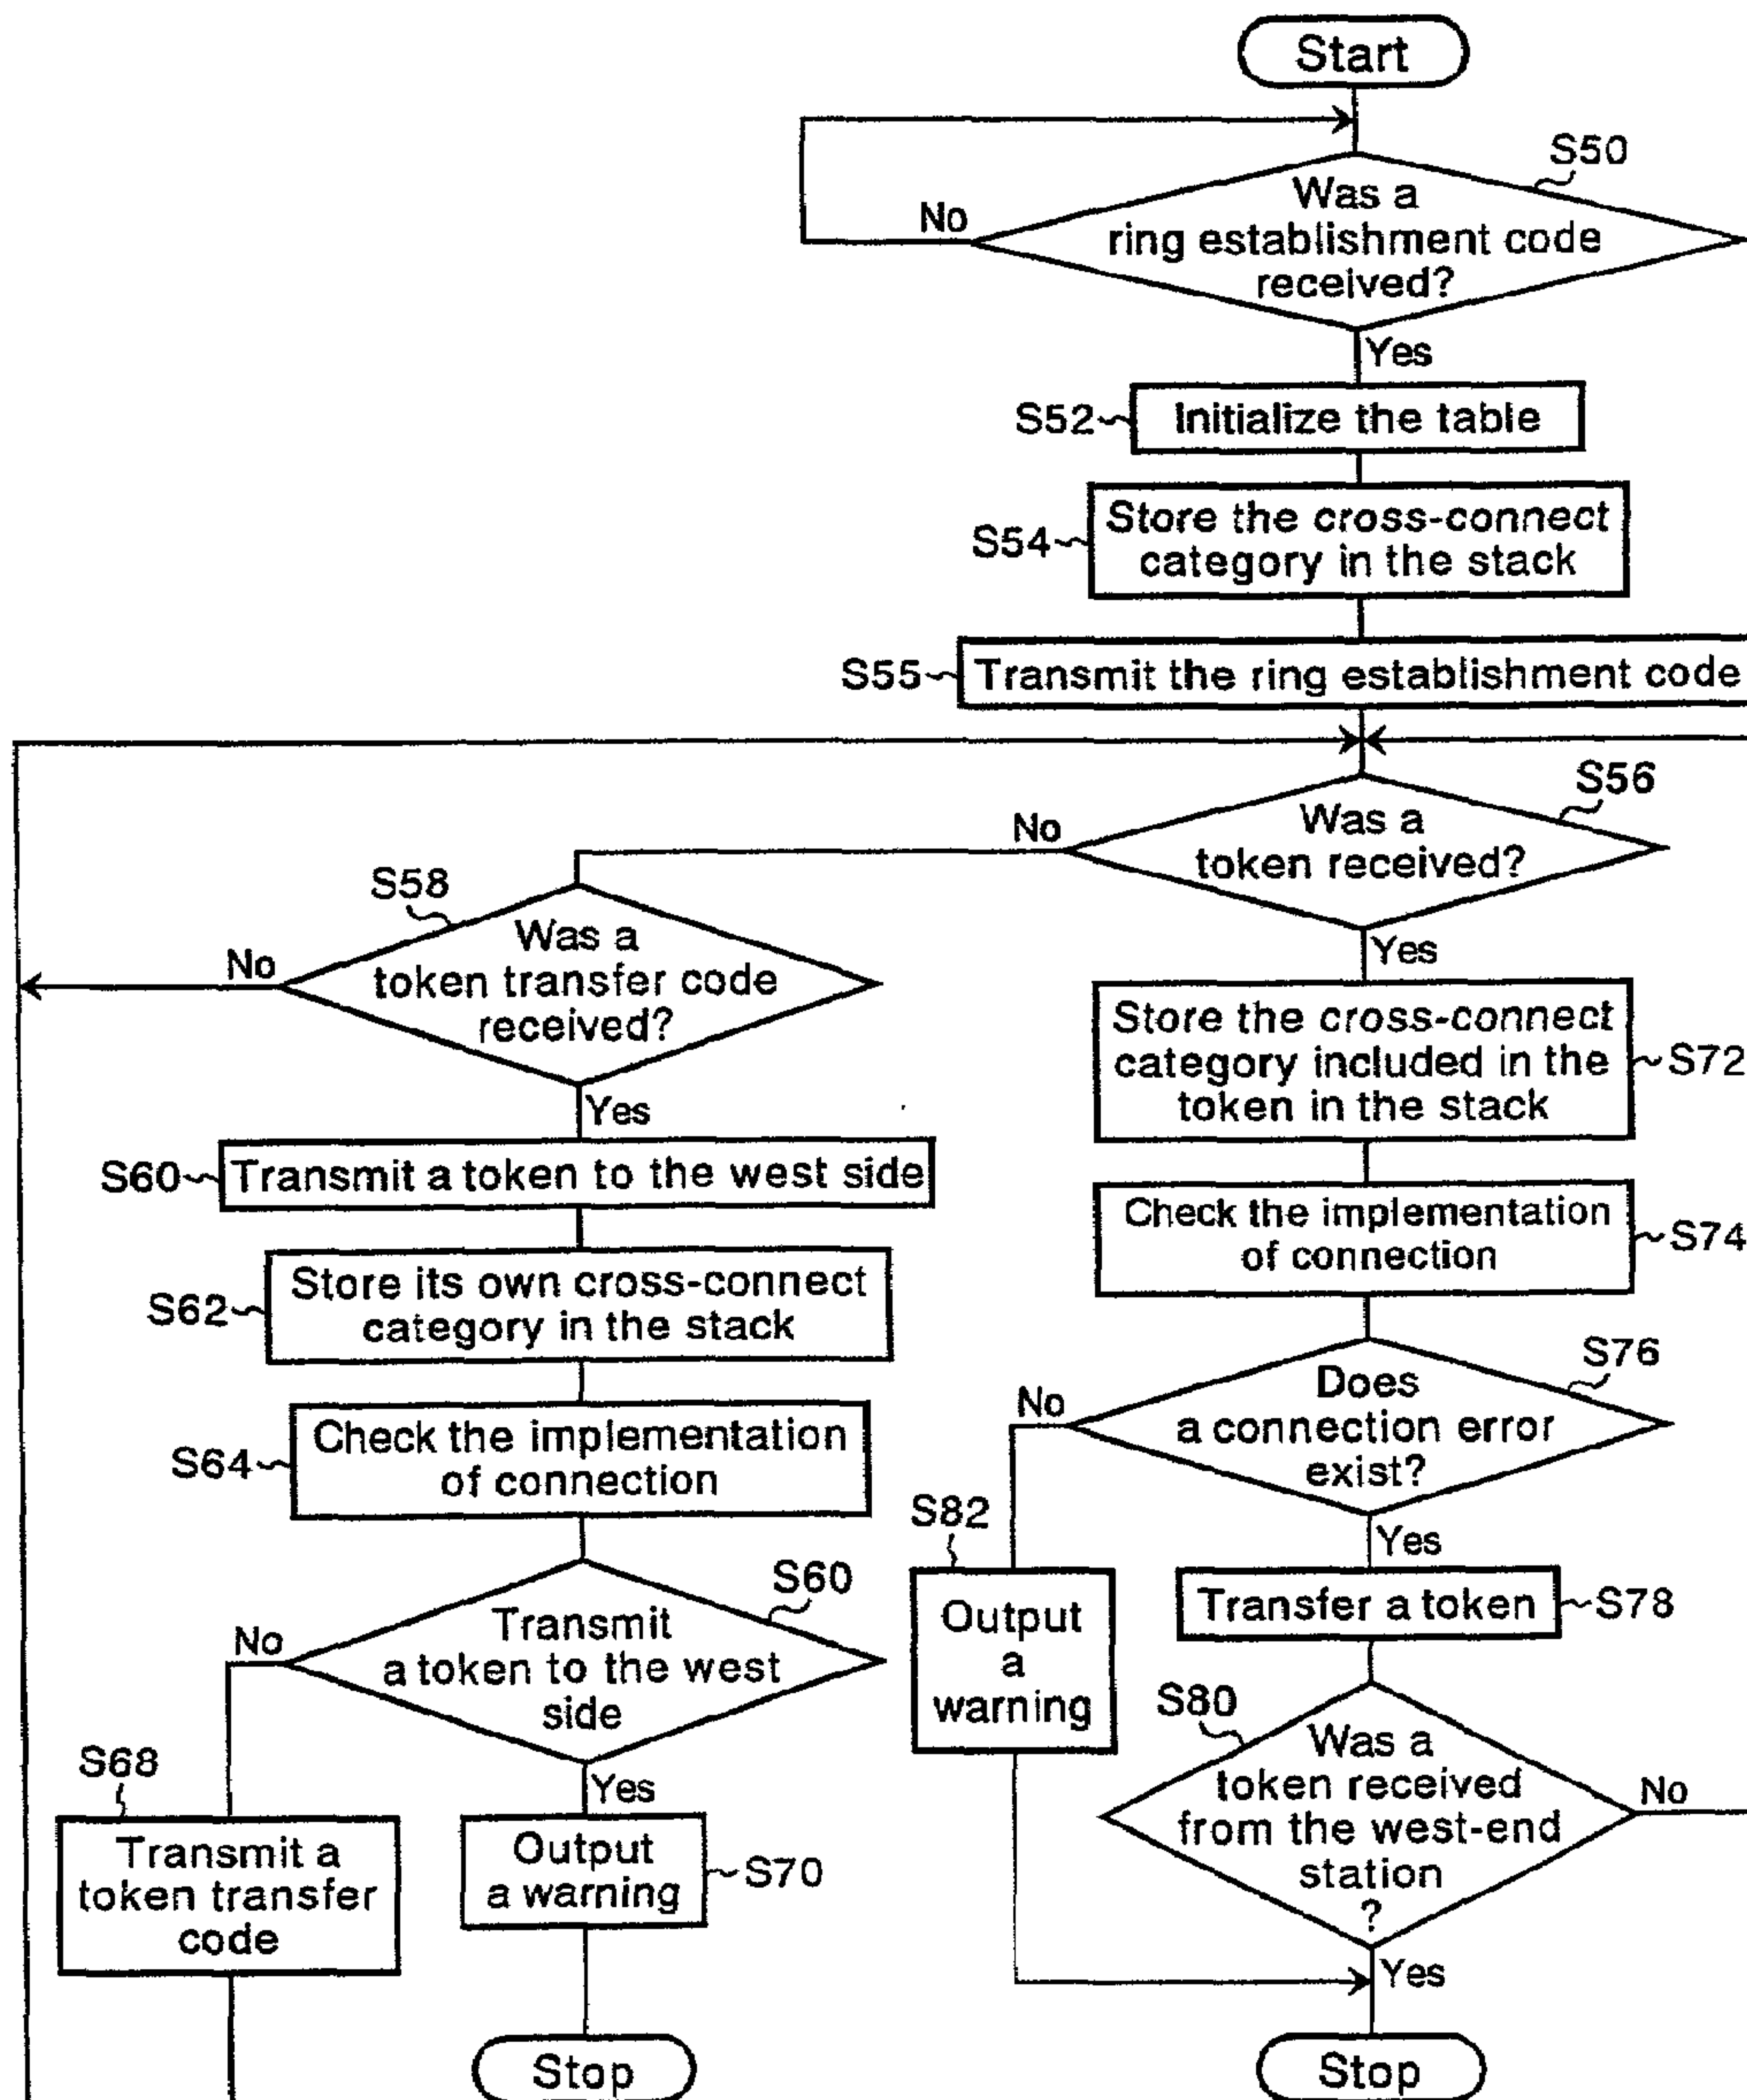 Start
S50
Was a
ring establishment code
received?
No
Yes
S52
Initialize the table
S54
Store the cross-connect
category in the stack
S55
Transmit the ring establishment code
S56
Was a
token received?
No
Yes
S58
Was a
token transfer code
received?
No
Yes
S60
Transmit a token to the west side
S62
Store its own cross-connect
category in the stack
S64
Check the implementation
of connection
S60
Transmit
a token to the west
side
No
Yes
S68
Transmit a
token transfer
code
Output
a warning
S70
Stop
Store the cross-connect
category included in the
token in the stack
S72
Check the implementation
of connection
S74
S76
Does
a connection error
exist?
No
Yes
S82
Output
a
warning
Transfer a token
S78
S80
Was a
token received
from the west-end
station
?
No
Yes
Stop